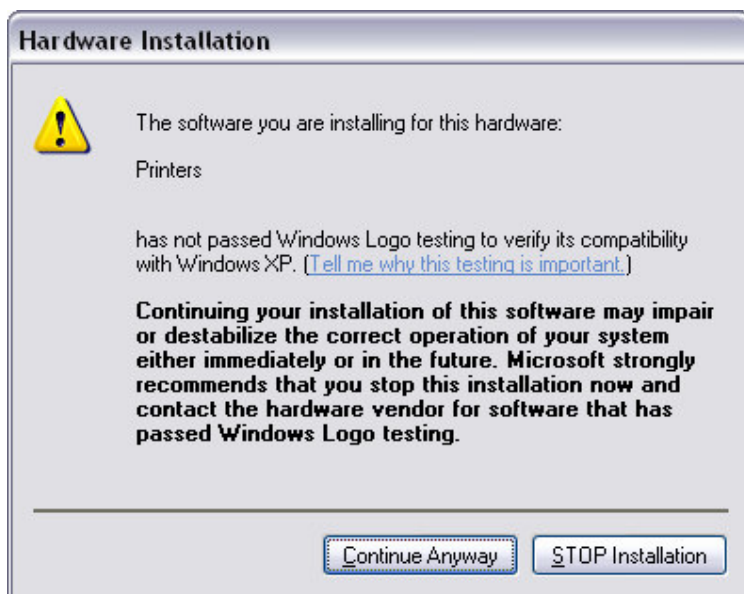 Hardware Installation
The software you are installing for this hardware:
Printers
has not passed Windows Logo testing to verify its compatibility
with Windows XP. (Tell me why this testing is important.)
Continuing your installation of this software may impair
or destabilize the correct operation of your system
either immediately or in the future. Microsoft strongly
recommends that you stop this installation now and
contact the hardware vendor for software that has
passed Windows Logo testing.
Continue Anyway
STOP Installation